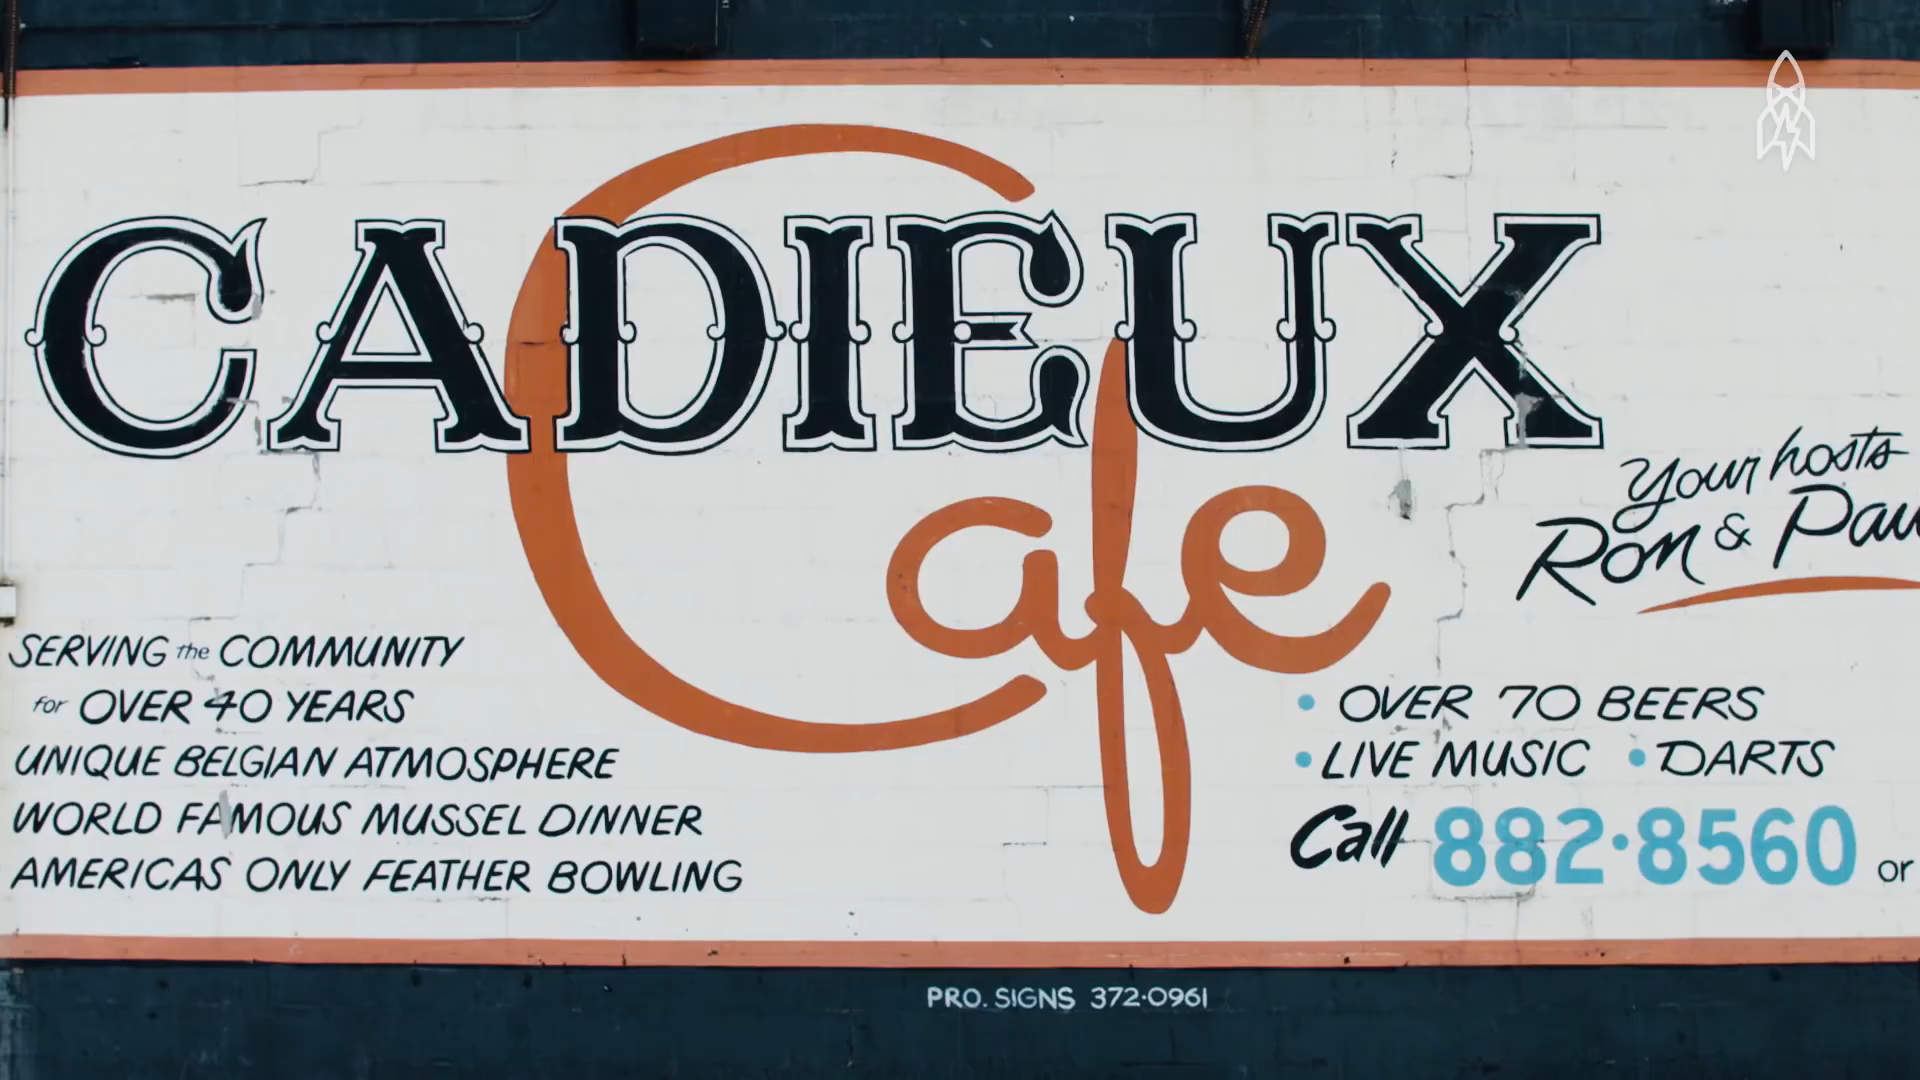 CADIEUX
Cafe
Your hosts
Ron &
SERVING the COMMUNITY
for OVER 40 YEARS
UNIQUE BELGIAN ATMOSPHERE
WORLD FAMOUS MUSSEL DINNER
AMERICAS ONLY FEATHER BOWLING
• OVER 70 BEERS
• LIVE MUSIC • DARTS
Call 882·8560 or
PRO. SIGNS 372·0961